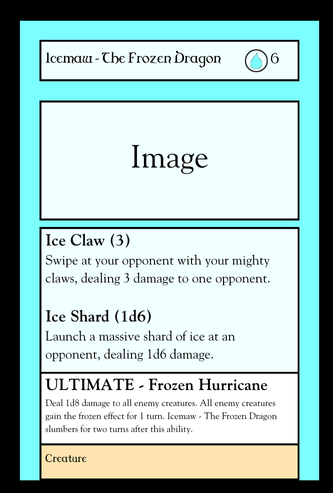 Icemaw - The Frozen Dragon 6
Image
Ice Claw (3)
Swipe at your opponent with your mighty
claws, dealing 3 damage to one opponent.
Ice Shard (1d6)
Launch a massive shard of ice at an
opponent, dealing 1d6 damage.
ULTIMATE - Frozen Hurricane
Deal 1d8 damage to all enemy creatures. All enemy creatures
gain the frozen effect for 1 turn. Icemaw - The Frozen Dragon
slumbers for two turns after this ability.
Creature